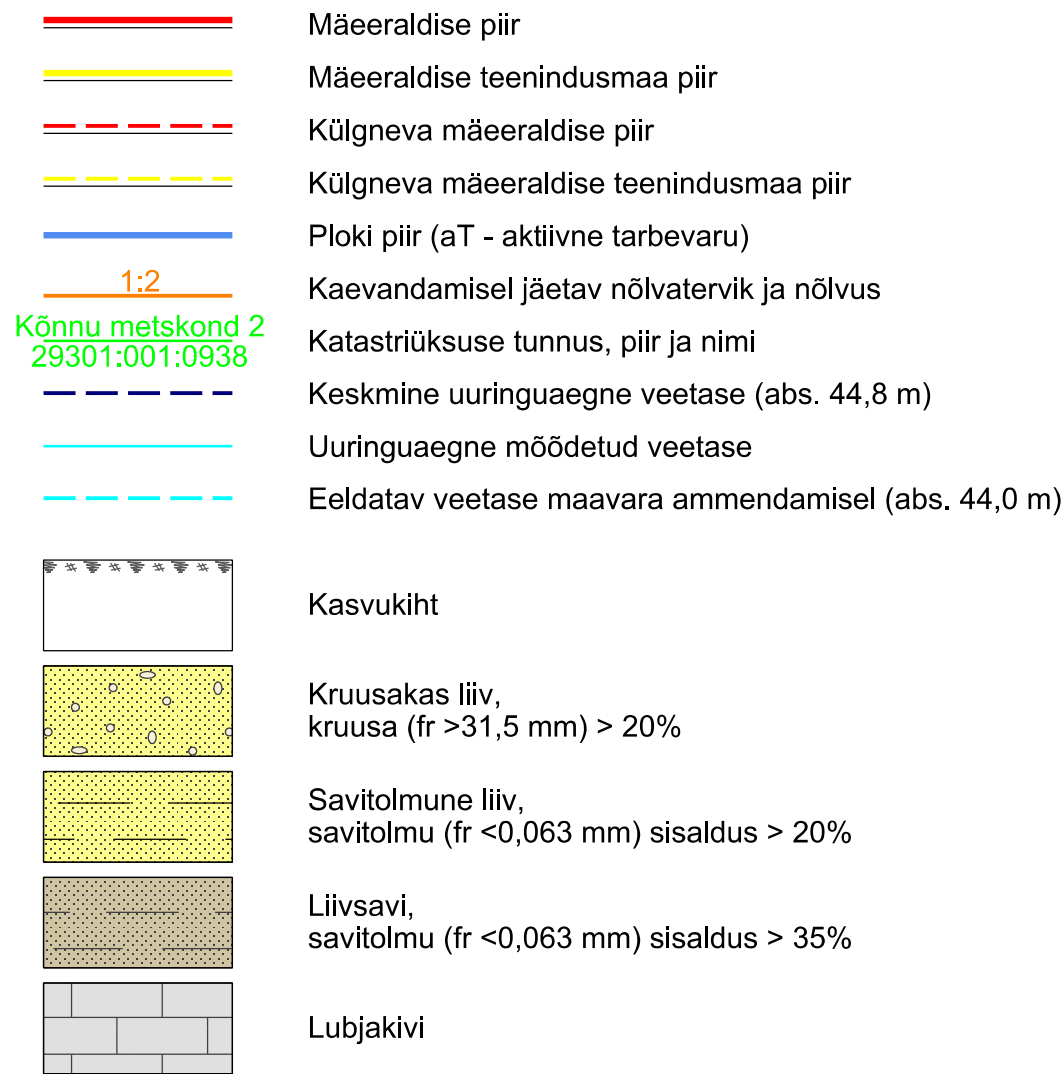 Mäeeraldise piir
Mäeeraldise teenindusmaa piir
Külgneva mäeeraldise piir
Külgneva mäeeraldise teenindusmaa piir
Ploki piir (aT - aktiivne tarbevaru)
1:2
Kaevandamisel jäetav nõlvatervik ja nõlvus
Kõnnu metskond 2
29301:001:0938
Katastriüksuse tunnus, piir ja nimi
Keskmine uuringuaegne veetase (abs. 44,8 m)
Uuringuaegne mõõdetud veetase
Eeldatav veetase maavara ammendamisel (abs. 44,0 m)
Kasvukiht
Kruusakas liiv,
kruusa (fr >31,5 mm) > 20%
Savitolmune liiv,
savitolmu (fr <0,063 mm) sisaldus > 20%
Liivsavi,
savitolmu (fr <0,063 mm) sisaldus > 35%
Lubjakivi